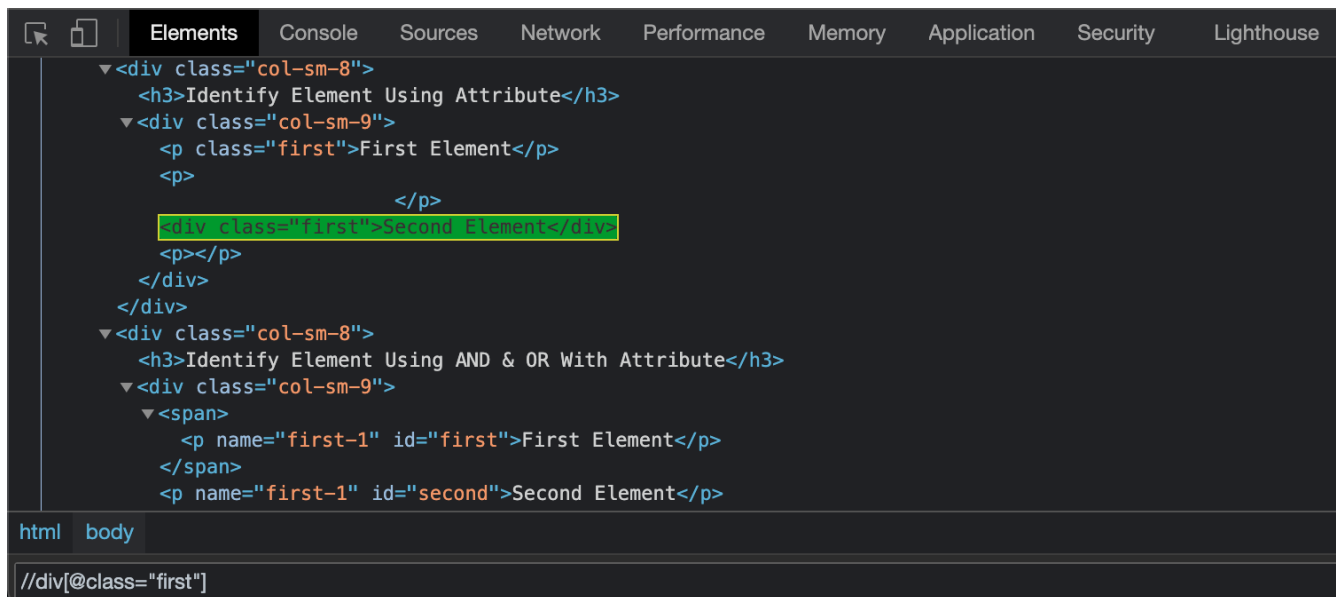 Elements Console Sources Network Performance Memory Application Security Lighthouse
<div class="col-sm-8">
<h3>Identify Element Using Attribute</h3>
<div class="col-sm-9">
<p class="first">First Element</p>
<p>
</p>
<div class="first">Second Element</div>
<p></p>
</div>
</div>
<div class="col-sm-8">
<h3>Identify Element Using AND & OR With Attribute</h3>
<div class="col-sm-9">
<span>
<p name="first-1" id="first">First Element</p>
</span>
<p name="first-1" id="second">Second Element</p>
html body
//div[@class="first"]